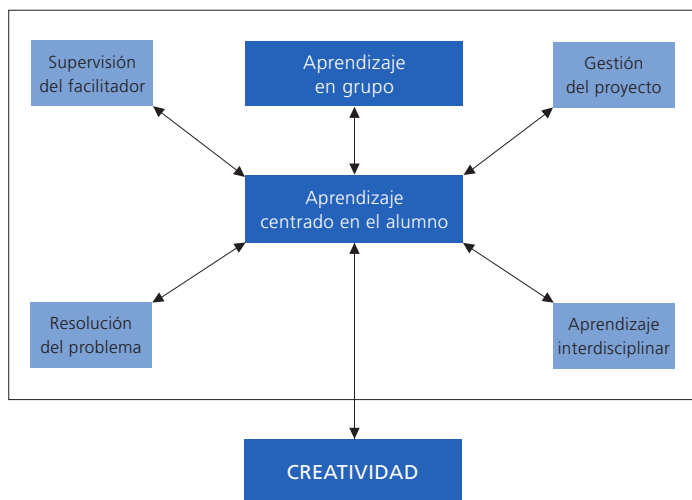 Supervisión
del facilitador
Aprendizaje
en grupo
Gestión
del proyecto
Aprendizaje
centrado en el alumno
Resolución
del problema
Aprendizaje
interdisciplinar
CREATIVIDAD